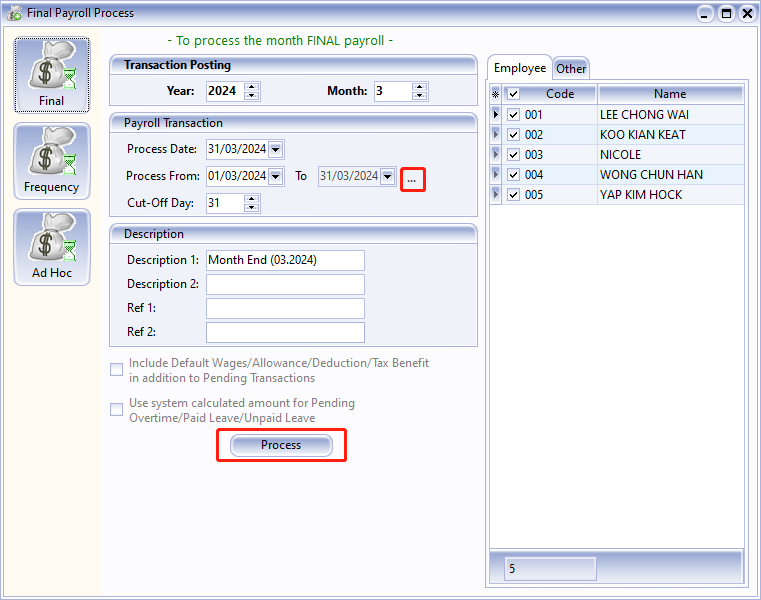 Final Payroll Process
Final
Frequency
Ad Hoc
- To process the month FINAL payroll -
Transaction Posting
Year: 2024 Month: 3
Payroll Transaction
Process Date: 31/03/2024
Process From: 01/03/2024 To 31/03/2024 ...
Cut-Off Day: 31
Description
Description 1: Month End (03.2024)
Description 2:
Ref 1:
Ref 2:
Include Default Wages/Allowance/Deduction/Tax Benefit
in addition to Pending Transactions
Use system calculated amount for Pending
Overtime/Paid Leave/Unpaid Leave
Process
Employee Other
Code Name
001 LEE CHONG WAI
002 KOO KIAN KEAT
003 NICOLE
004 WONG CHUN HAN
005 YAP KIM HOCK
5